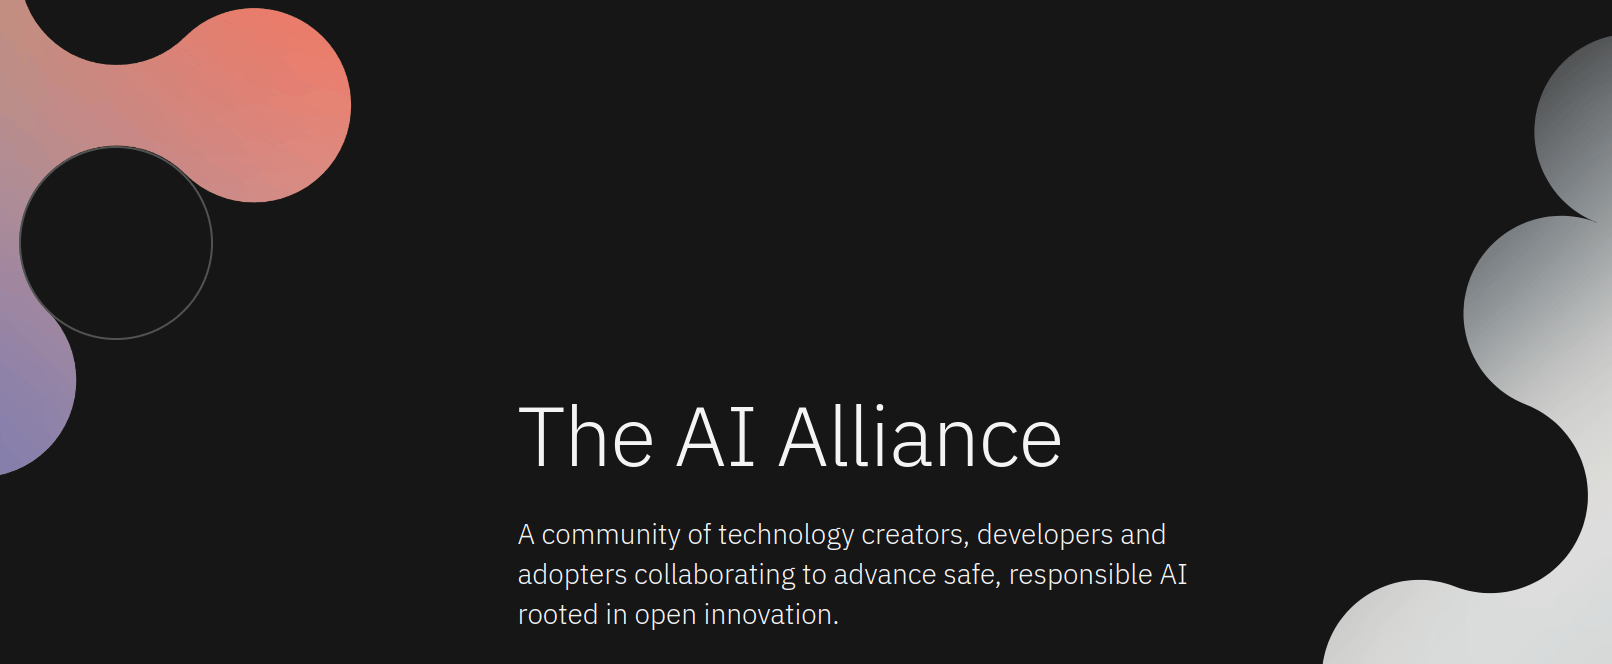 The AI Alliance
A community of technology creators, developers and
adopters collaborating to advance safe, responsible AI
rooted in open innovation.